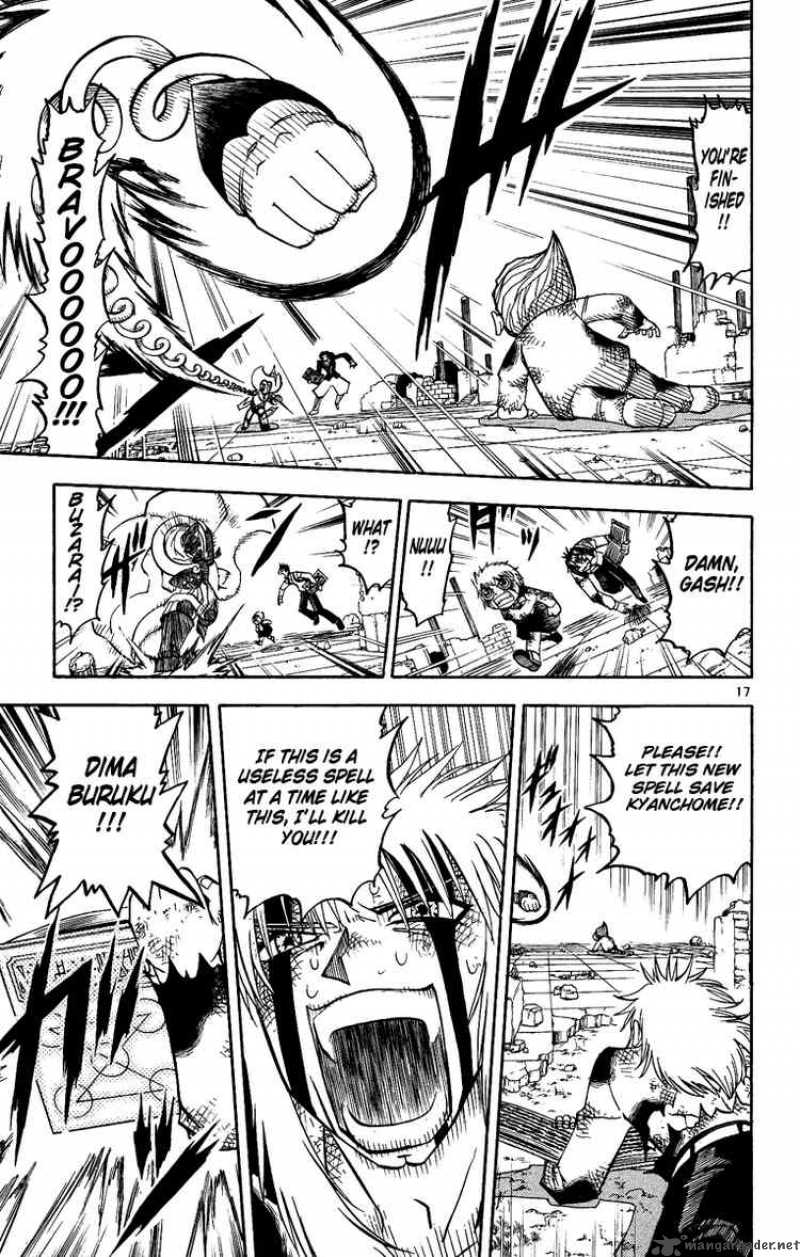 YOU'RE
FIN-
ISHED
!!
BRAVOOOOOOO!!!
DAMN,
GASH!!
NUUU
!!
WHAT
!?
BUZARAI!?
17
PLEASE!!
LET THIS NEW
SPELL SAVE
KYANCHOME!!
IF THIS IS A
USELESS SPELL
AT A TIME LIKE
THIS, I'LL KILL
YOU!!!
DIMA
BURUKU
!!!
mangareader.net